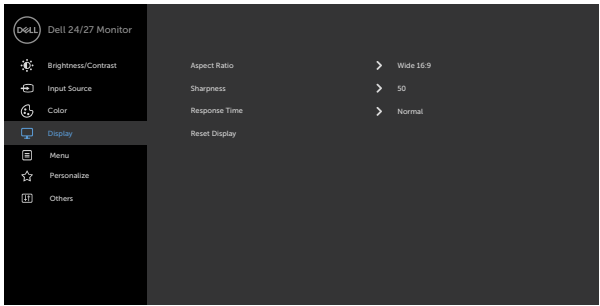 DELL Dell 24/27 Monitor
Brightness/Contrast
Input Source
Color
Display
Menu
Personalize
Others
Aspect Ratio Wide 16:9
Sharpness 50
Response Time Normal
Reset Display